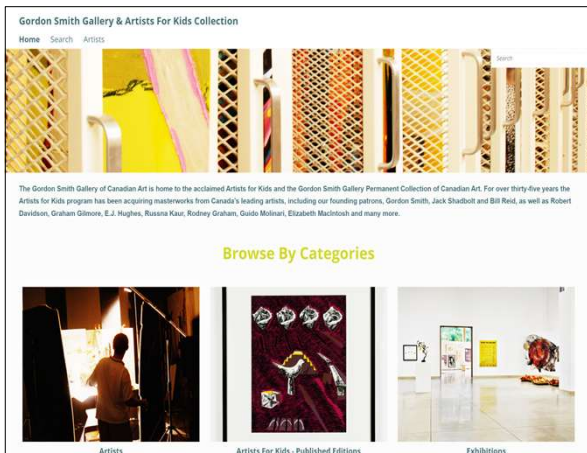 Gordon Smith Gallery & Artists For Kids Collection
Home Search Artists
Search
The Gordon Smith Gallery of Canadian Art is home to the acclaimed Artists for Kids and the Gordon Smith Gallery Permanent Collection of Canadian Art. For over thirty-five years the
Artists for Kids program has been acquiring masterworks from Canada's leading artists, including our founding patrons, Gordon Smith, Jack Shadbolt and Bill Reid, as well as Robert
Davidson, Graham Gilmore, E.J. Hughes, Russna Kaur, Rodney Graham, Guido Molinari, Elizabeth MacIntosh and many more.
Browse By Categories
Artists
Artists For Kids - Published Editions
Exhibitions